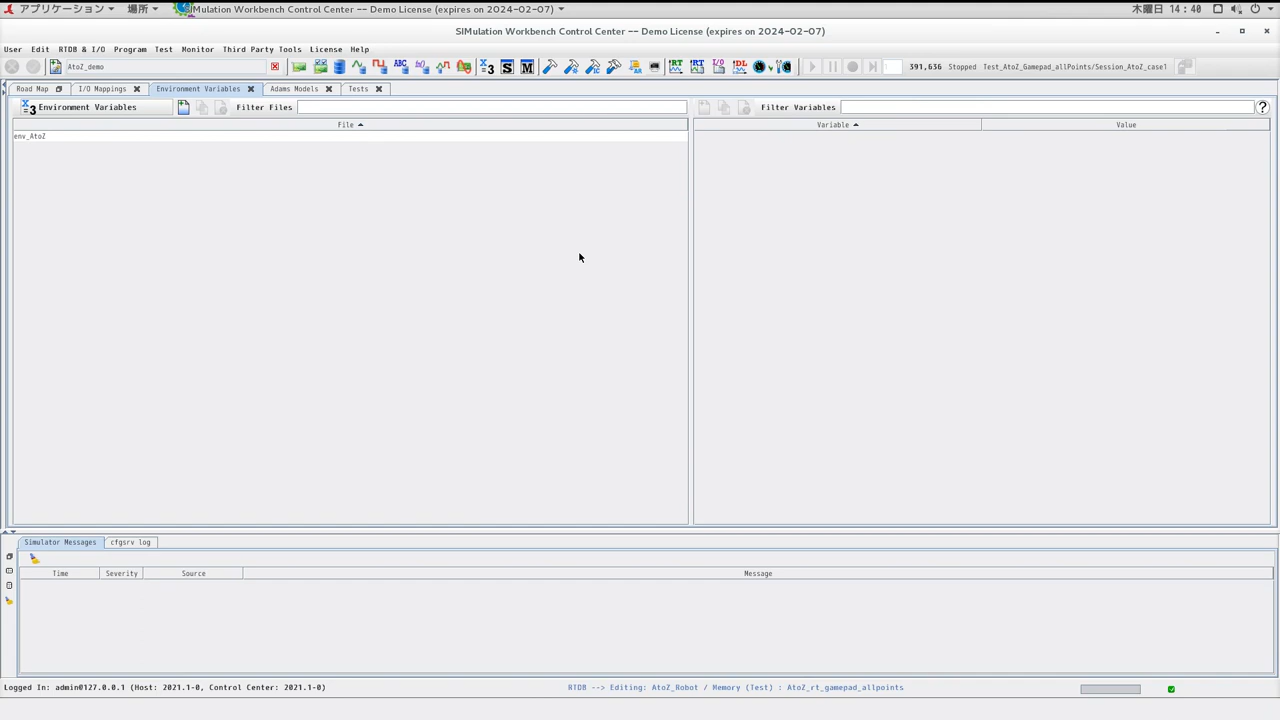 アプリケーション 場所 SIMulation Workbench Control Center -- Demo License (expires on 2024-02-07) 木曜日 14:40
SIMulation Workbench Control Center -- Demo License (expires on 2024-02-07)
User Edit RTDB & I/O Program Test Monitor Third Party Tools License Help
AtoZ_demo 391,636 Stopped Test_AtoZ_Gamepad_allPoints/Session_AtoZ_case1
Road Map I/O Mappings Environment Variables Adams Models Tests
Environment Variables Filter Files Filter Variables
File Variable Value
env_AtoZ
Simulator Messages cfgsrv log
Time Severity Source Message
Logged In: admin@127.0.0.1 (Host: 2021.1-0, Control Center: 2021.1-0) RTDB --> Editing: AtoZ_Robot / Memory (Test) : AtoZ_rt_gamepad_allpoints